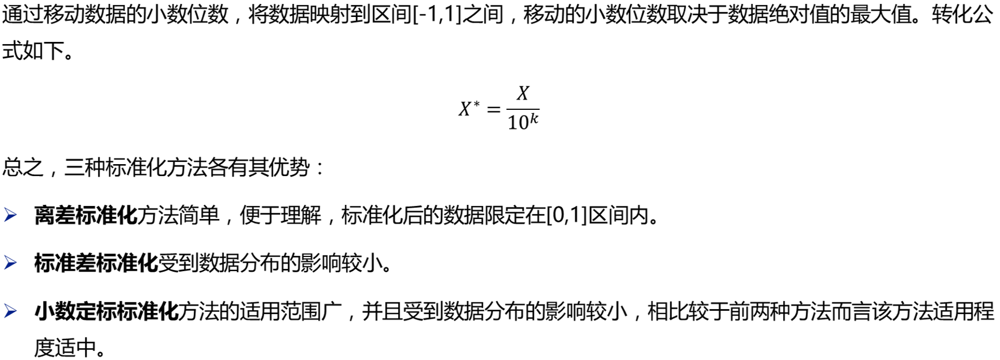 通过移动数据的小数位数，将数据映射到区间[-1,1]之间，移动的小数位数取决于数据绝对值的最大值。转化公
式如下。
X* = X / 10^k
总之，三种标准化方法各有其优势：
➢ 离差标准化方法简单，便于理解，标准化后的数据限定在[0,1]区间内。
➢ 标准差标准化受到数据分布的影响较小。
➢ 小数定标标准化方法的适用范围广，并且受到数据分布的影响较小，相比较于前两种方法而言该方法适用程
度适中。